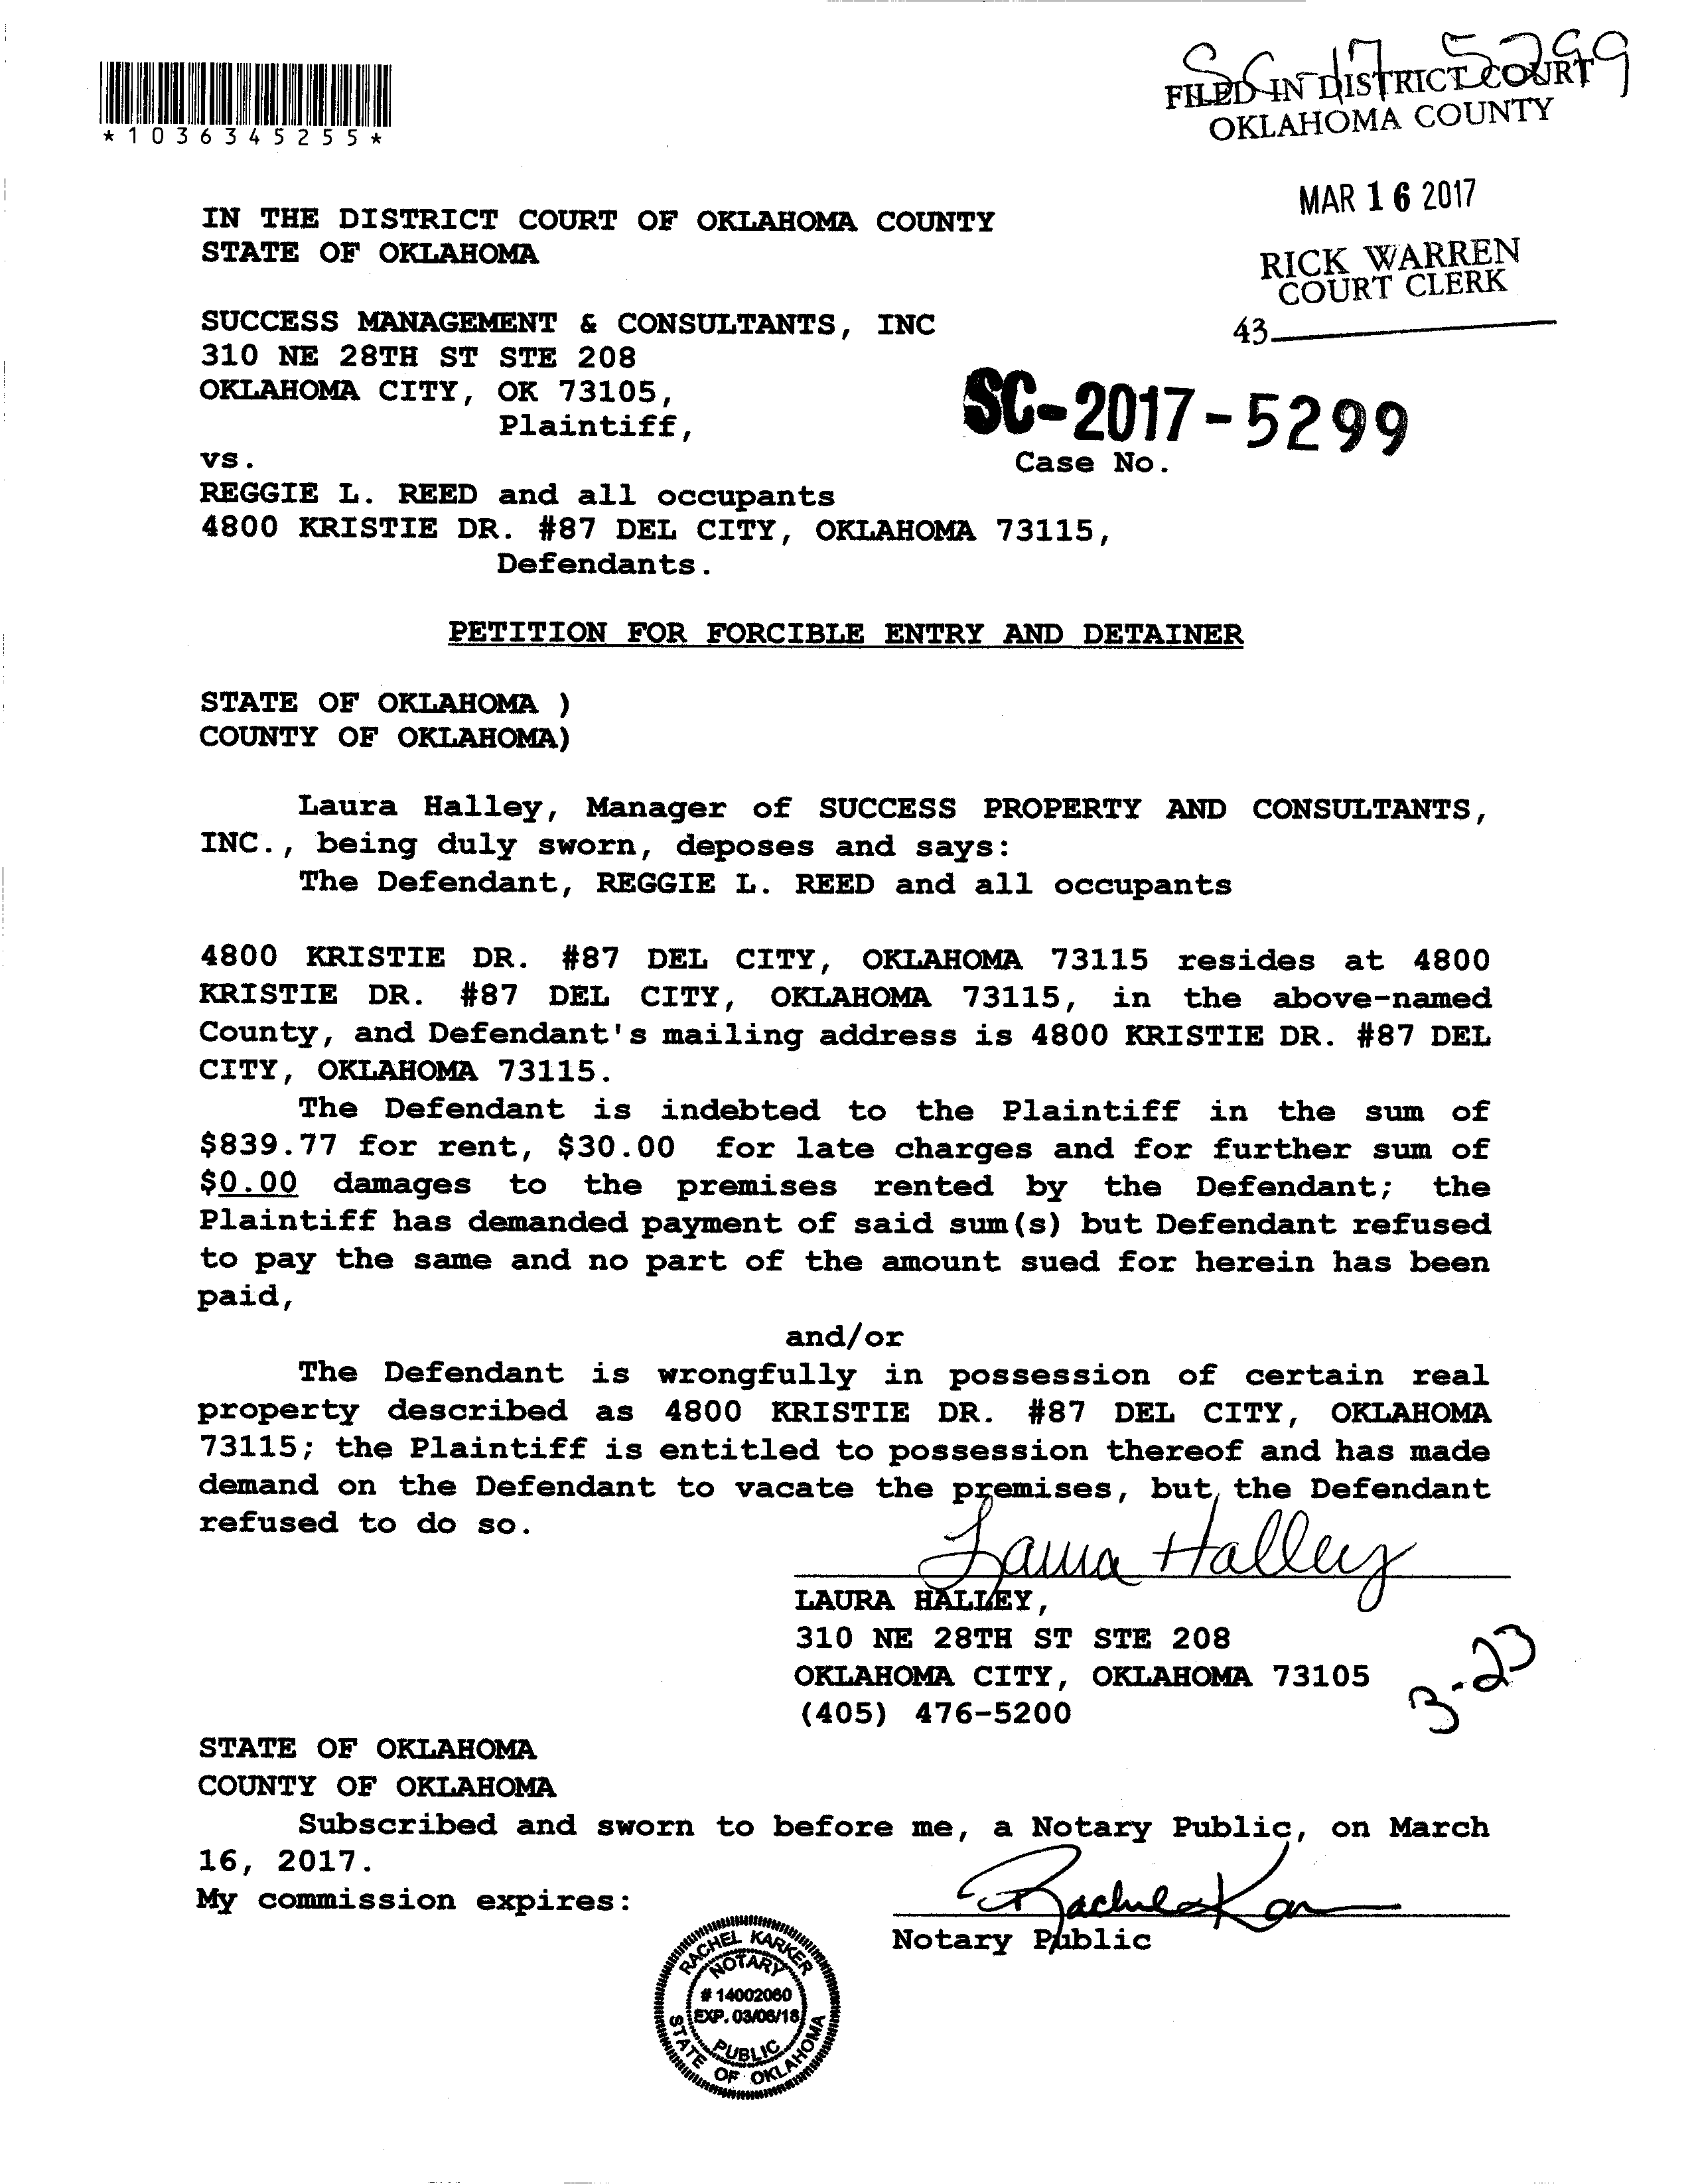 SC-17-5299
FILED IN DISTRICT COURT
OKLAHOMA COUNTY
*1036345255*
MAR 16 2017
IN THE DISTRICT COURT OF OKLAHOMA COUNTY
STATE OF OKLAHOMA
RICK WARREN
COURT CLERK
43
SUCCESS MANAGEMENT & CONSULTANTS, INC
310 NE 28TH ST STE 208
OKLAHOMA CITY, OK 73105,
Plaintiff,
SC-2017-5299
vs.
Case No.
REGGIE L. REED and all occupants
4800 KRISTIE DR. #87 DEL CITY, OKLAHOMA 73115,
Defendants.
PETITION FOR FORCIBLE ENTRY AND DETAINER
STATE OF OKLAHOMA )
COUNTY OF OKLAHOMA)
Laura Halley, Manager of SUCCESS PROPERTY AND CONSULTANTS,
INC., being duly sworn, deposes and says:
The Defendant, REGGIE L. REED and all occupants
4800 KRISTIE DR. #87 DEL CITY, OKLAHOMA 73115 resides at 4800
KRISTIE DR. #87 DEL CITY, OKLAHOMA 73115, in the above-named
County, and Defendant's mailing address is 4800 KRISTIE DR. #87 DEL
CITY, OKLAHOMA 73115.
The Defendant is indebted to the Plaintiff in the sum of
$839.77 for rent, $30.00 for late charges and for further sum of
$0.00 damages to the premises rented by the Defendant; the
Plaintiff has demanded payment of said sum(s) but Defendant refused
to pay the same and no part of the amount sued for herein has been
paid,
and/or
The Defendant is wrongfully in possession of certain real
property described as 4800 KRISTIE DR. #87 DEL CITY, OKLAHOMA
73115; the Plaintiff is entitled to possession thereof and has made
demand on the Defendant to vacate the premises, but the Defendant
refused to do so.
Laura Halley
LAURA HALLEY,
310 NE 28TH ST STE 208
OKLAHOMA CITY, OKLAHOMA 73105
(405) 476-5200
3-23
STATE OF OKLAHOMA
COUNTY OF OKLAHOMA
Subscribed and sworn to before me, a Notary Public, on March
16, 2017.
My commission expires:
Rachel Kar
Notary Public
RACHEL KARKER
NOTARY
# 14002060
EXP. 03/06/18
PUBLIC
STATE OF OKLAHOMA